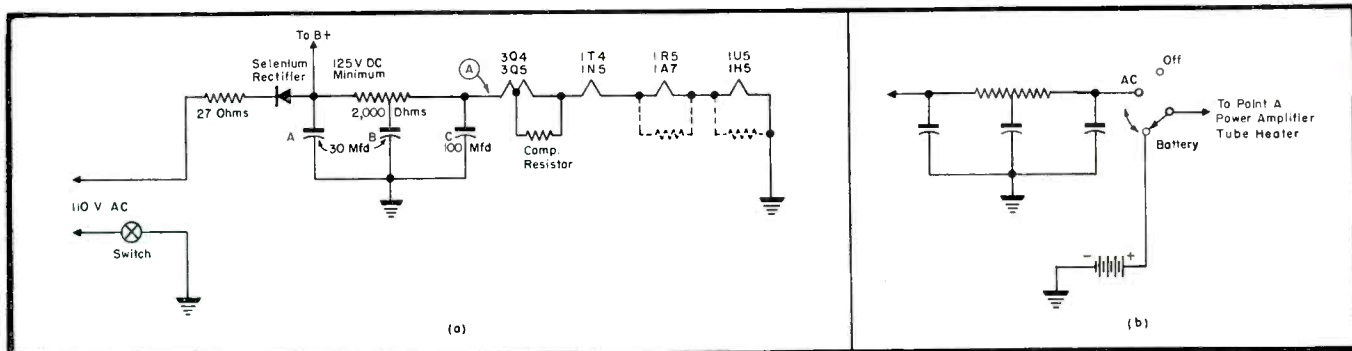 To B+
Selenium
Rectifier
125 V DC
Minimum
A
3Q4
3Q5
1T4
1N5
1R5
1A7
1U5
1H5
27 Ohms
2,000 Ohms
A
B
C
30 Mfd
100 Mfd
Comp.
Resistor
110 V AC
Switch
(a)
Off
AC
To Point A
Power Amplifier
Tube Heater
Battery
- +
(b)